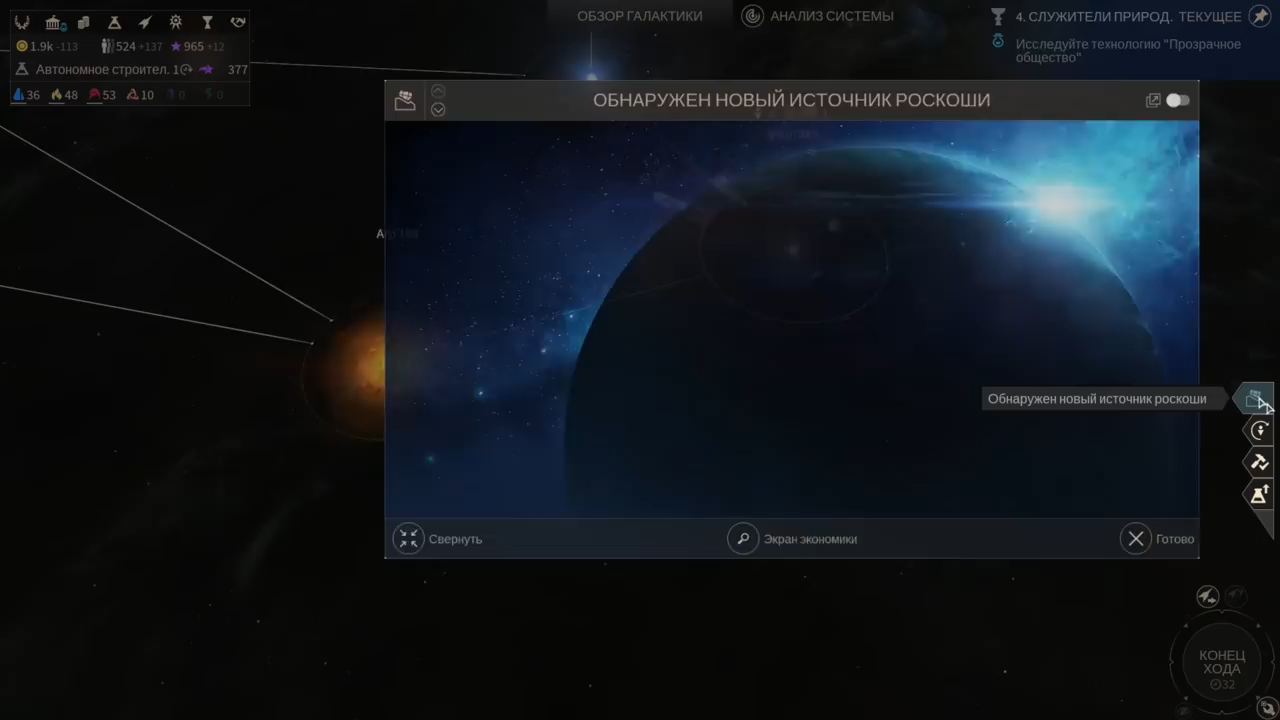 ОБЗОР ГАЛАКТИКИ
АНАЛИЗ СИСТЕМЫ
4. СЛУЖИТЕЛИ ПРИРОД. ТЕКУЩЕЕ
Исследуйте технологию "Прозрачное
общество"
1.9k -113
524 +137
965 +12
Автономное строител. 1
377
36
48
53
10
0
0
ОБНАРУЖЕН НОВЫЙ ИСТОЧНИК РОСКОШИ
Обнаружен новый источник роскоши
Свернуть
Экран экономики
Готово
КОНЕЦ
ХОДА
32